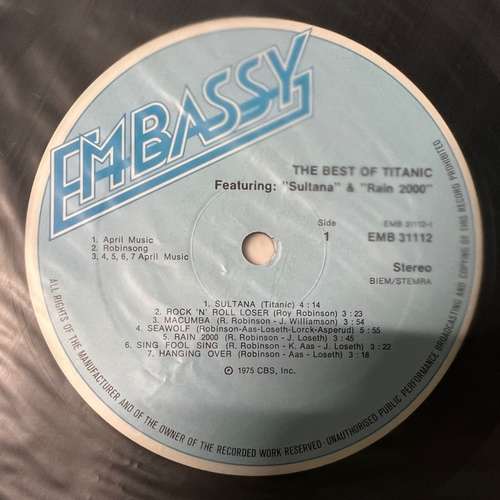 EMBASSY
THE BEST OF TITANIC
Featuring: "Sultana" & "Rain 2000"
Side
1
EMB 31112-1
EMB 31112
Stereo
BIEM/STEMRA
1. April Music
2. Robinsong
3, 4, 5, 6, 7 April Music
1. SULTANA (Titanic) 4:14
2. ROCK 'N' ROLL LOSER (Roy Robinson) 3:23
3. MACUMBA (R. Robinson - J. Williamson) 3:54
4. SEAWOLF (Robinson-Aas-Loseth-Lorck-Asperud) 5:55
5. RAIN 2000 (R. Robinson - J. Loseth) 3:45
6. SING FOOL SING (R. Robinson - K. Aas - J. Loseth) 3:22
7. HANGING OVER (Robinson - Aas - Loseth) 3:18
℗ 1975 CBS, Inc.
ALL RIGHTS OF THE MANUFACTURER AND OF THE OWNER OF THE RECORDED WORK RESERVED · UNAUTHORISED PUBLIC PERFORMANCE BROADCASTING AND COPYING OF THIS RECORD PROHIBITED